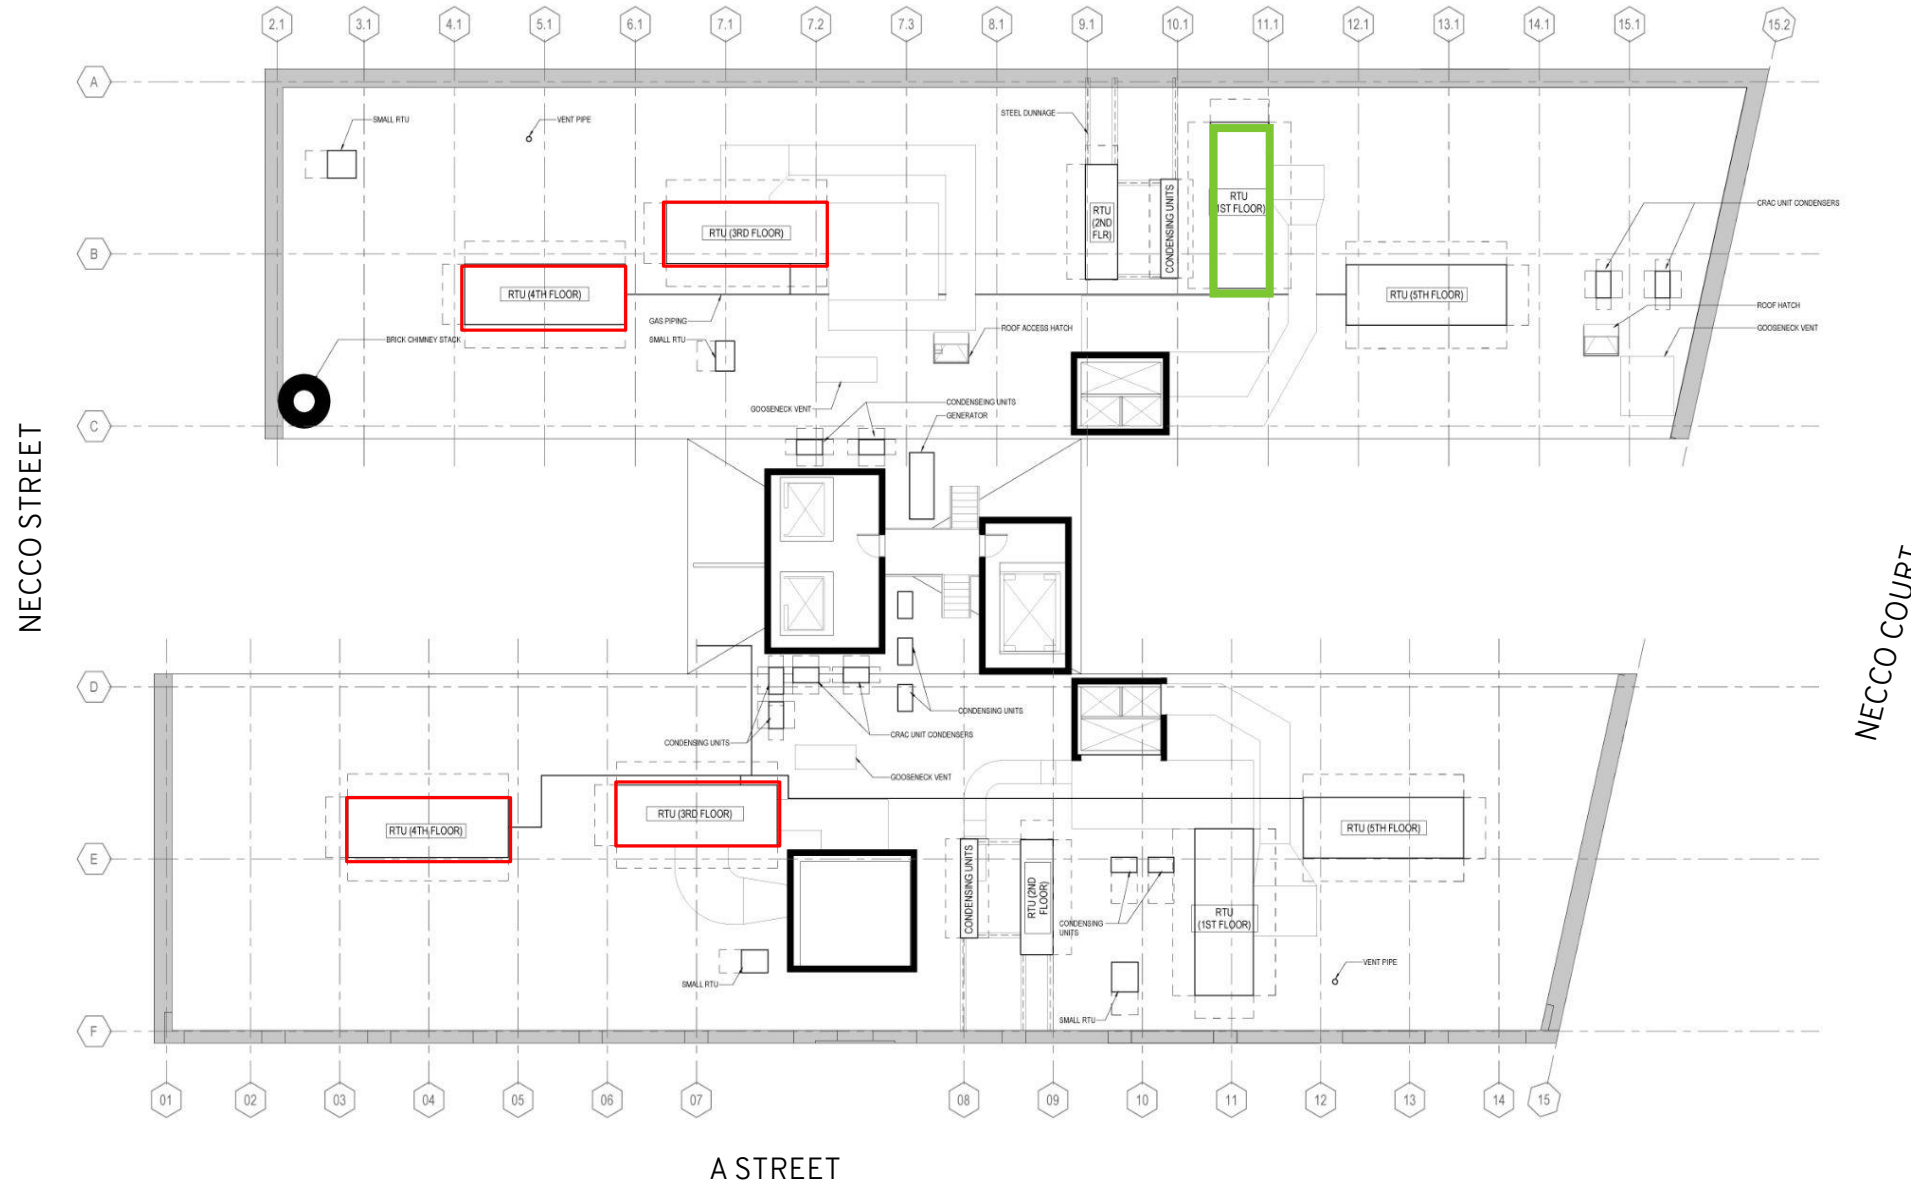 2.1 3.1 4.1 5.1 6.1 7.1 7.2 7.3 8.1 9.1 10.1 11.1 12.1 13.1 14.1 15.1 15.2
A
SMALL RTU
VENT PIPE
STEEL DUNNAGE
RTU
(2ND
FLR)
CONDENSING UNITS
RTU
(1ST FLOOR)
CRAC UNIT CONDENSERS
RTU (3RD FLOOR)
B
RTU (4TH FLOOR)
RTU (5TH FLOOR)
ROOF HATCH
GAS PIPING
ROOF ACCESS HATCH
GOOSENECK VENT
BRICK CHIMNEY STACK
SMALL RTU
GOOSENECK VENT
CONDENSEING UNITS
GENERATOR
C
NECCO STREET
NECCO COURT
D
CONDENSING UNITS
CRAC UNIT CONDENSERS
CONDENSING UNITS
GOOSENECK VENT
RTU (3RD FLOOR)
RTU (4TH FLOOR)
RTU (5TH FLOOR)
E
CONDENSING UNITS
RTU (2ND
FLOOR)
CONDENSING
UNITS
RTU
(1ST FLOOR)
VENT PIPE
SMALL RTU
SMALL RTU
F
01 02 03 04 05 06 07 08 09 10 11 12 13 14 15
A STREET